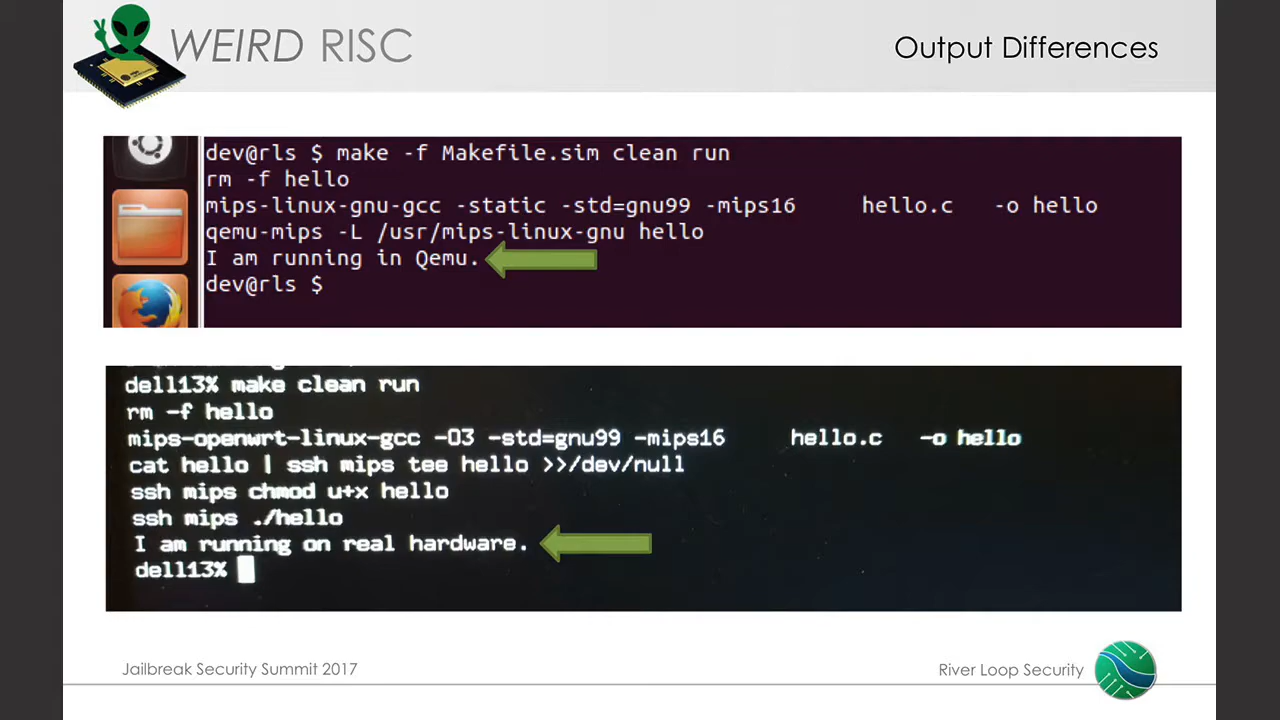 WEIRD RISC
Output Differences
dev@rls $ make -f Makefile.sim clean run
rm -f hello
mips-linux-gnu-gcc -static -std=gnu99 -mips16     hello.c   -o hello
qemu-mips -L /usr/mips-linux-gnu hello
I am running in Qemu.
dev@rls $
dell13% make clean run
rm -f hello
mips-openwrt-linux-gcc -O3 -std=gnu99 -mips16     hello.c   -o hello
cat hello | ssh mips tee hello >>/dev/null
ssh mips chmod u+x hello
ssh mips ./hello
I am running on real hardware.
dell13%
Jailbreak Security Summit 2017
River Loop Security